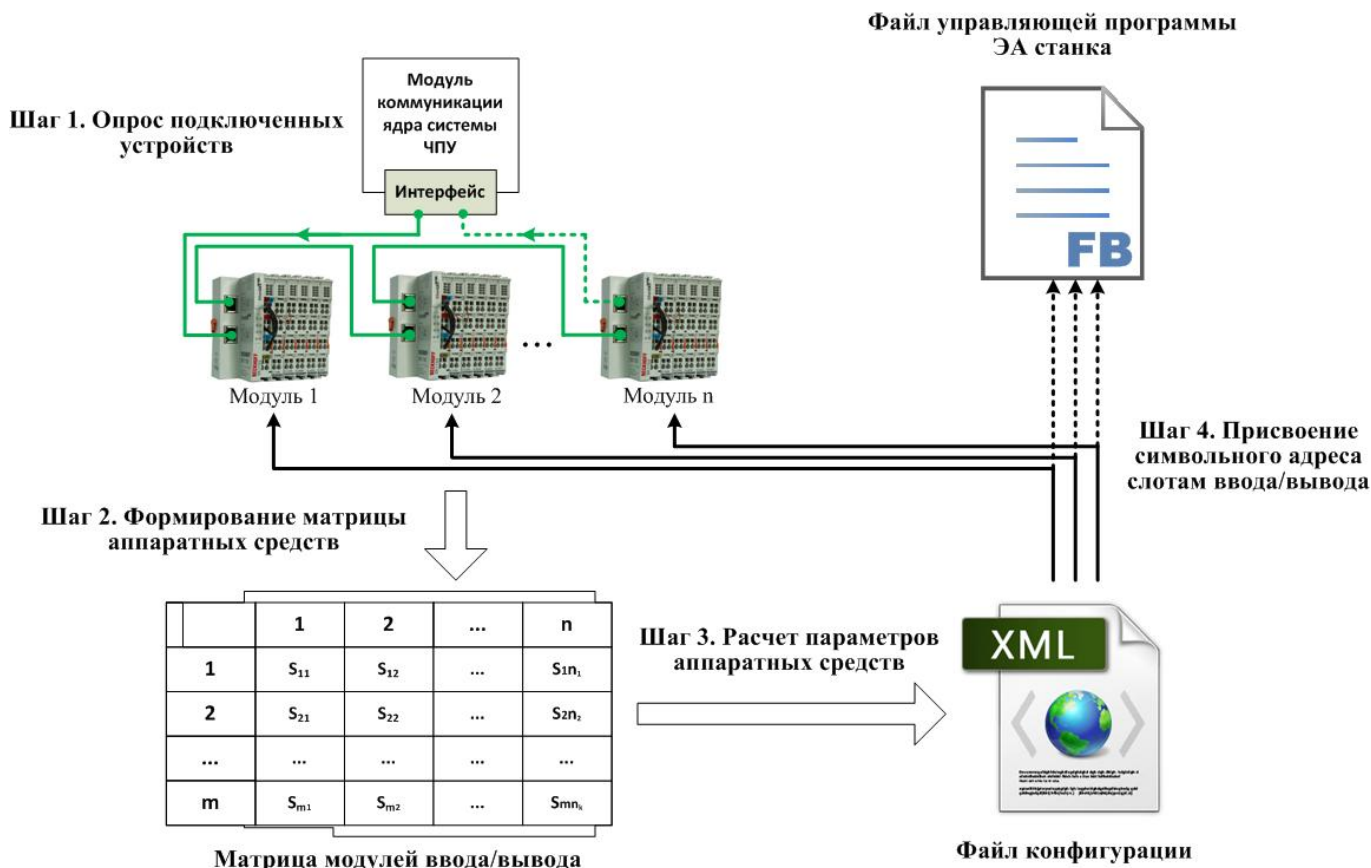 Файл управляющей программы
ЭА станка
Модуль
коммуникации
ядра системы
ЧПУ
Шаг 1. Опрос подключенных
устройств
Интерфейс
FB
...
Модуль 1
Модуль 2
Модуль n
Шаг 4. Присвоение
символьного адреса
слотам ввода/вывода
Шаг 2. Формирование матрицы
аппаратных средств
1 2 ... n
1 S11 S12 ... S1n1
2 S21 S22 ... S2n2
... ... ... ... ...
m Sm1 Sm2 ... Smnk
Шаг 3. Расчет параметров
аппаратных средств
XML
Матрица модулей ввода/вывода
Файл конфигурации